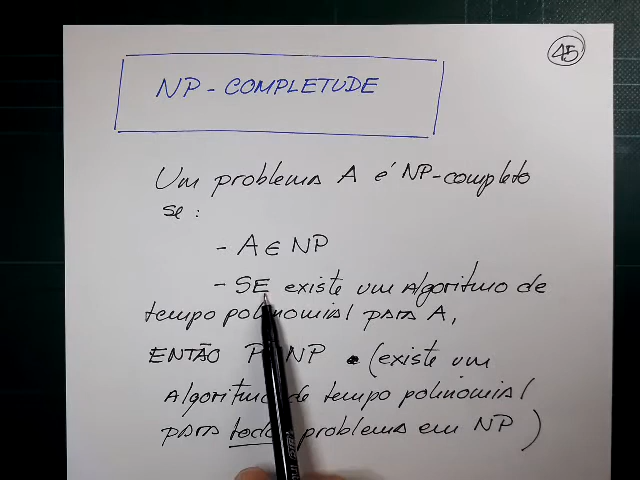 45
NP - COMPLETUDE
Um problema A é NP-completo
se:
- A ∈ NP
- SE existe um algoritmo de
tempo polinomial para A,
ENTÃO P NP (existe um
algoritmo de tempo polinomial
para todo problema em NP)